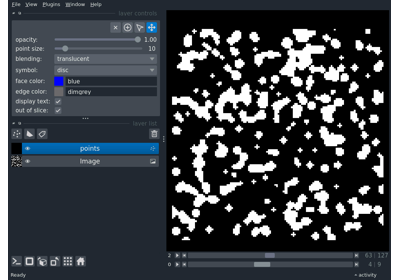 File View Plugins Window Help
layer controls
opacity: 1.00
point size: 10
blending: translucent
symbol: disc
face color: blue
edge color: dimgrey
display text: ✓
out of slice: ✓
layer list
points
Image
2 63 127
0 4 9
Ready activity